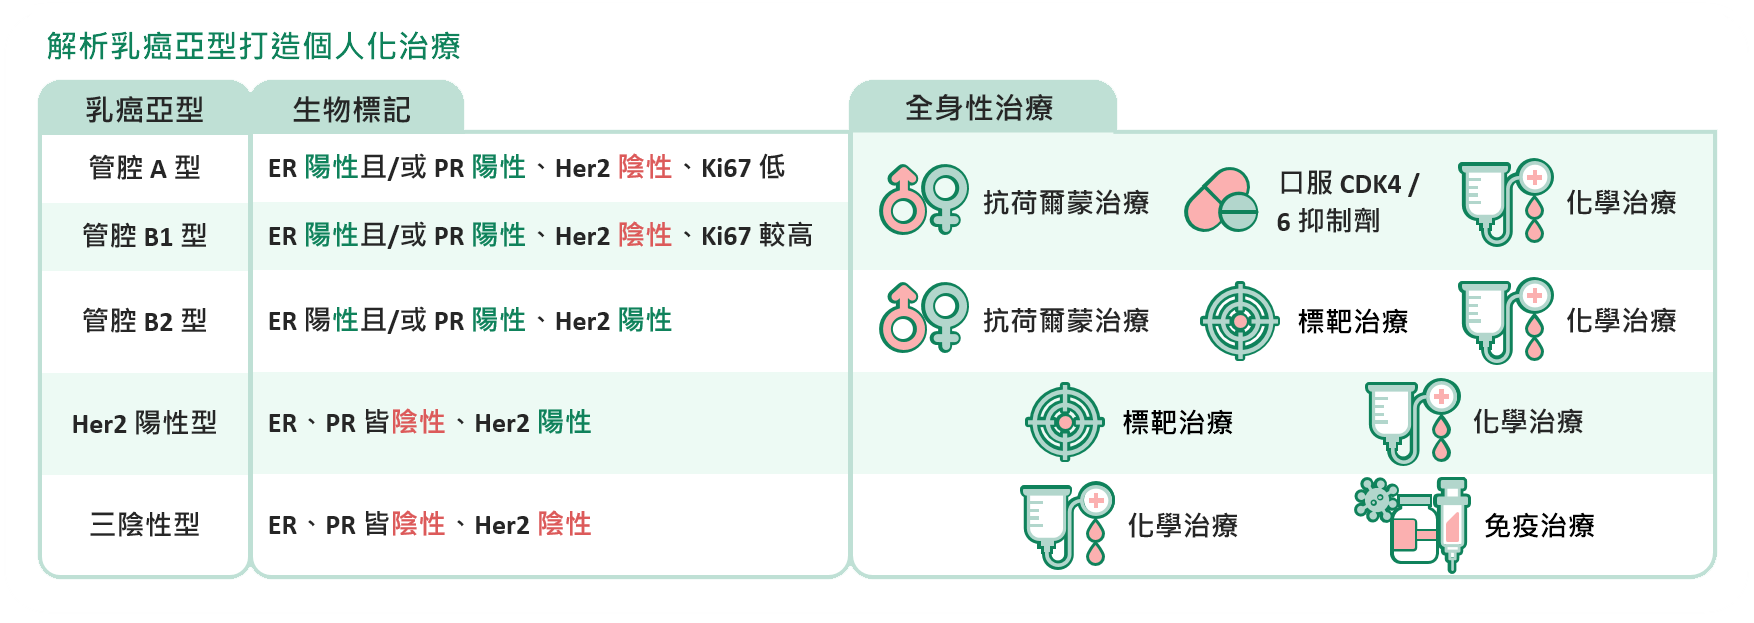 解析乳癌亞型打造個人化治療
乳癌亞型
生物標記
全身性治療
管腔 A 型
ER 陽性且/或 PR 陽性、Her2 陰性、Ki67 低
管腔 B1 型
ER 陽性且/或 PR 陽性、Her2 陰性、Ki67 較高
抗荷爾蒙治療
口服 CDK4 /
6 抑制劑
化學治療
管腔 B2 型
ER 陽性且/或 PR 陽性、Her2 陽性
抗荷爾蒙治療
標靶治療
化學治療
Her2 陽性型
ER、PR 皆陰性、Her2 陽性
標靶治療
化學治療
三陰性型
ER、PR 皆陰性、Her2 陰性
化學治療
免疫治療